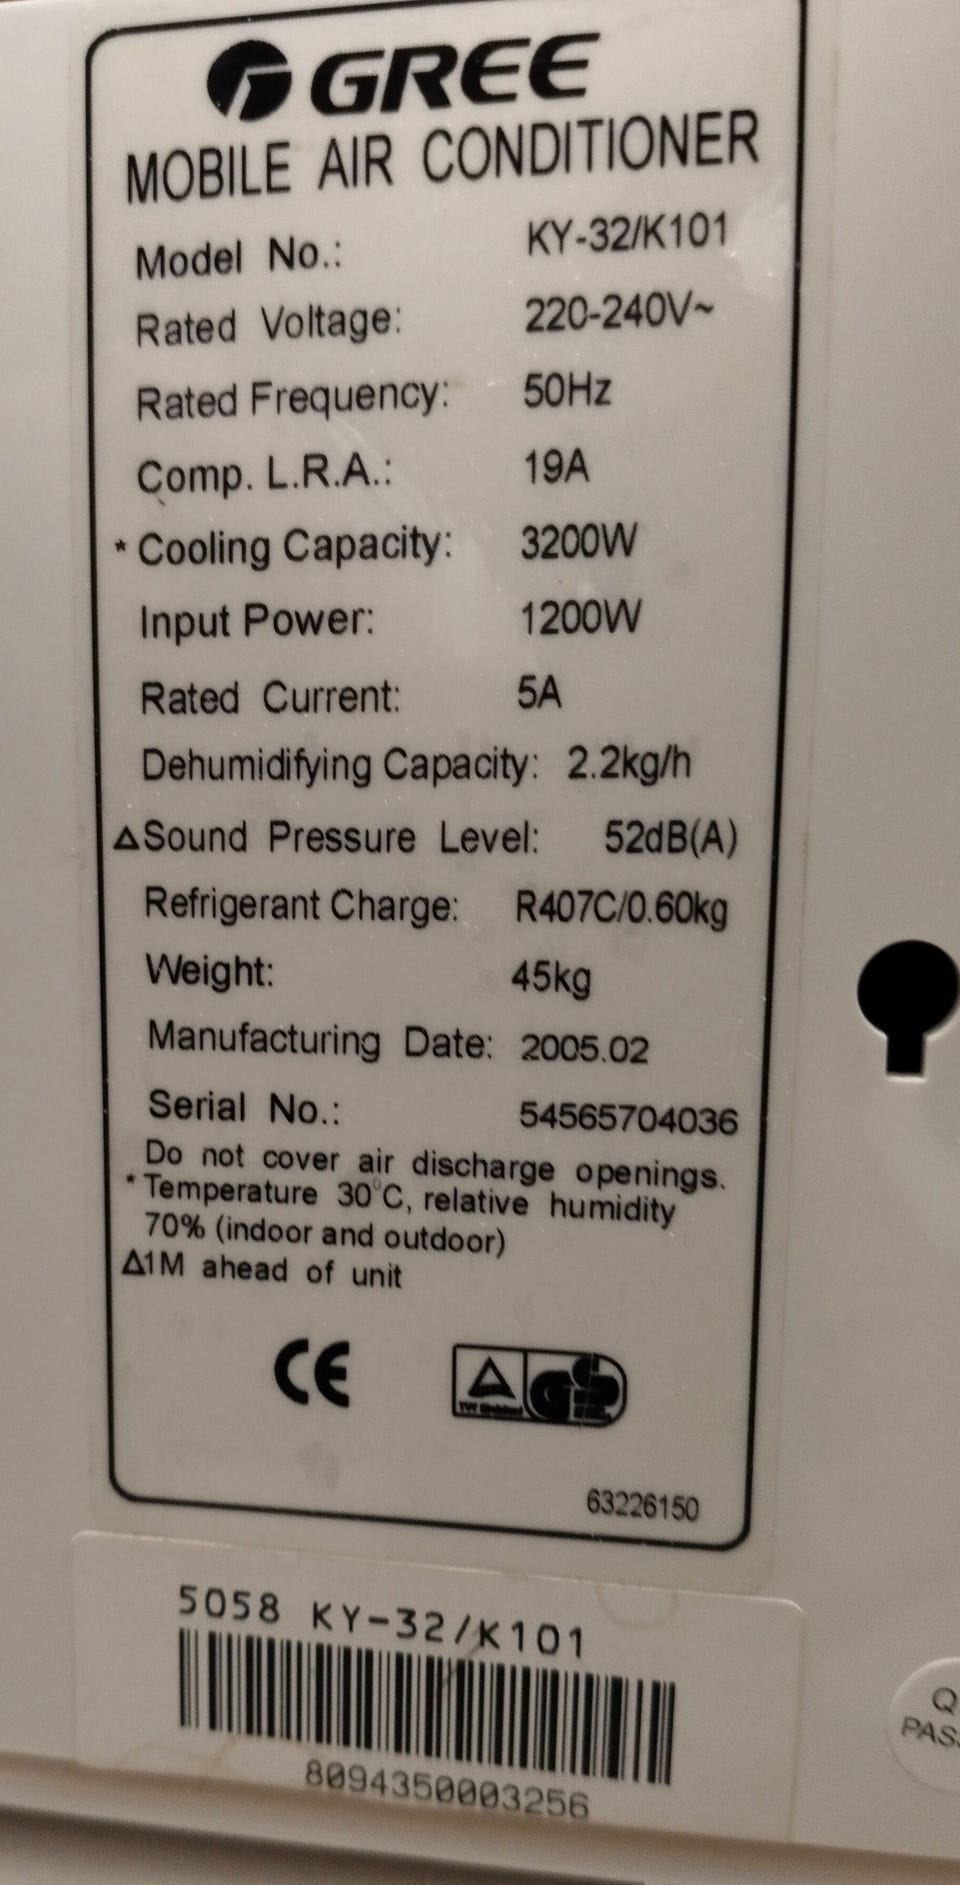 GREE
MOBILE AIR CONDITIONER
Model No.: KY-32/K101
Rated Voltage: 220-240V~
Rated Frequency: 50Hz
Comp. L.R.A.: 19A
* Cooling Capacity: 3200W
Input Power: 1200W
Rated Current: 5A
Dehumidifying Capacity: 2.2kg/h
ΔSound Pressure Level: 52dB(A)
Refrigerant Charge: R407C/0.60kg
Weight: 45kg
Manufacturing Date: 2005.02
Serial No.: 54565704036
Do not cover air discharge openings.
* Temperature 30°C, relative humidity
70% (indoor and outdoor)
Δ1M ahead of unit
CE GS
63226150
5058 KY-32/K101
8094350003256